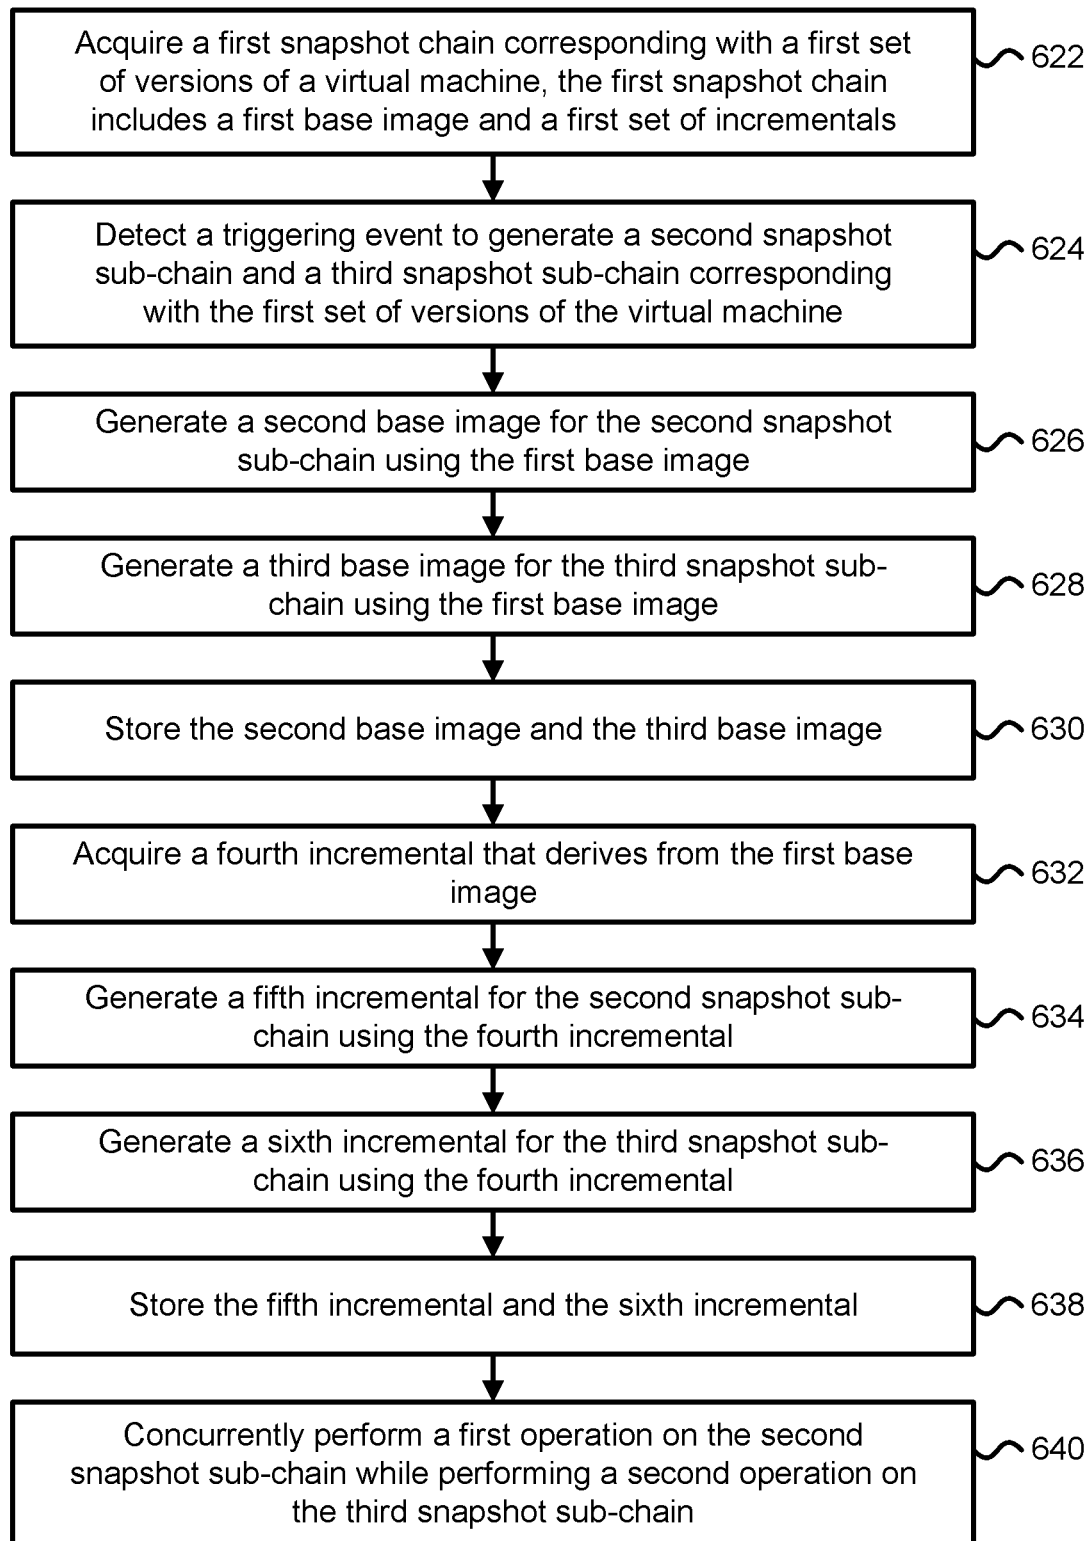 Acquire a first snapshot chain corresponding with a first set
of versions of a virtual machine, the first snapshot chain
includes a first base image and a first set of incrementals
622
Detect a triggering event to generate a second snapshot
sub-chain and a third snapshot sub-chain corresponding
with the first set of versions of the virtual machine
624
Generate a second base image for the second snapshot
sub-chain using the first base image
626
Generate a third base image for the third snapshot sub-
chain using the first base image
628
Store the second base image and the third base image
630
Acquire a fourth incremental that derives from the first base
image
632
Generate a fifth incremental for the second snapshot sub-
chain using the fourth incremental
634
Generate a sixth incremental for the third snapshot sub-
chain using the fourth incremental
636
Store the fifth incremental and the sixth incremental
638
Concurrently perform a first operation on the second
snapshot sub-chain while performing a second operation on
the third snapshot sub-chain
640